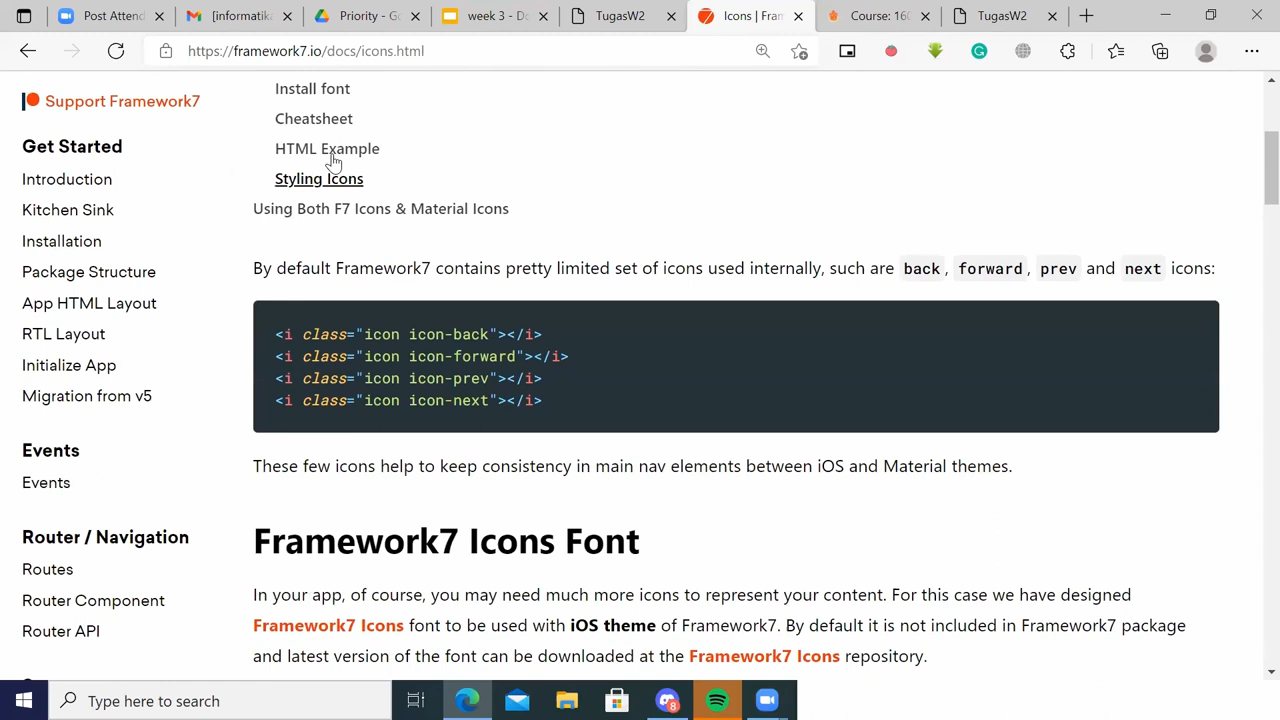 Post Attend
[informatika
Priority - Go
week 3 - Do
TugasW2
Icons | Fram
Course: 160
TugasW2
https://framework7.io/docs/icons.html
Support Framework7
Get Started
Introduction
Kitchen Sink
Installation
Package Structure
App HTML Layout
RTL Layout
Initialize App
Migration from v5
Events
Events
Router / Navigation
Routes
Router Component
Router API
Install font
Cheatsheet
HTML Example
Styling Icons
Using Both F7 Icons & Material Icons
By default Framework7 contains pretty limited set of icons used internally, such are back, forward, prev and next icons:
<i class="icon icon-back"></i>
<i class="icon icon-forward"></i>
<i class="icon icon-prev"></i>
<i class="icon icon-next"></i>
These few icons help to keep consistency in main nav elements between iOS and Material themes.
Framework7 Icons Font
In your app, of course, you may need much more icons to represent your content. For this case we have designed
Framework7 Icons font to be used with iOS theme of Framework7. By default it is not included in Framework7 package
and latest version of the font can be downloaded at the Framework7 Icons repository.
Type here to search
8